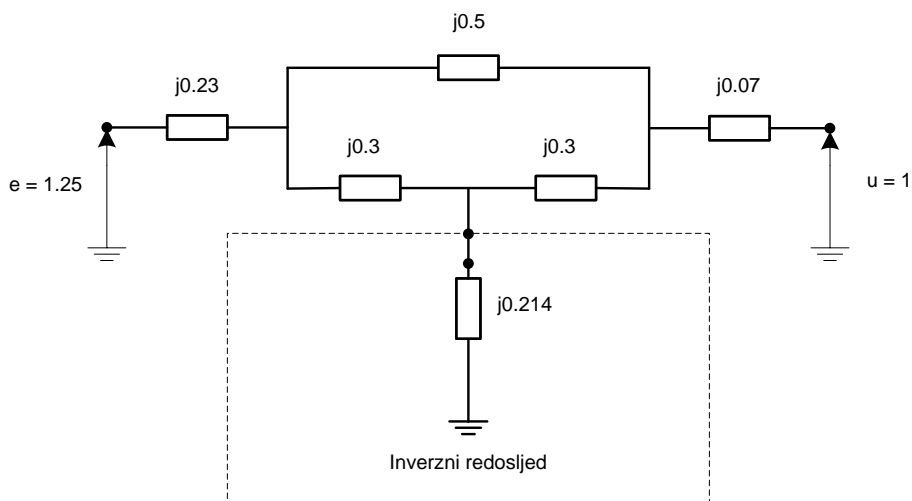 j0.5
j0.23
j0.07
j0.3
j0.3
e = 1.25
u = 1
j0.214
Inverzni redosljed